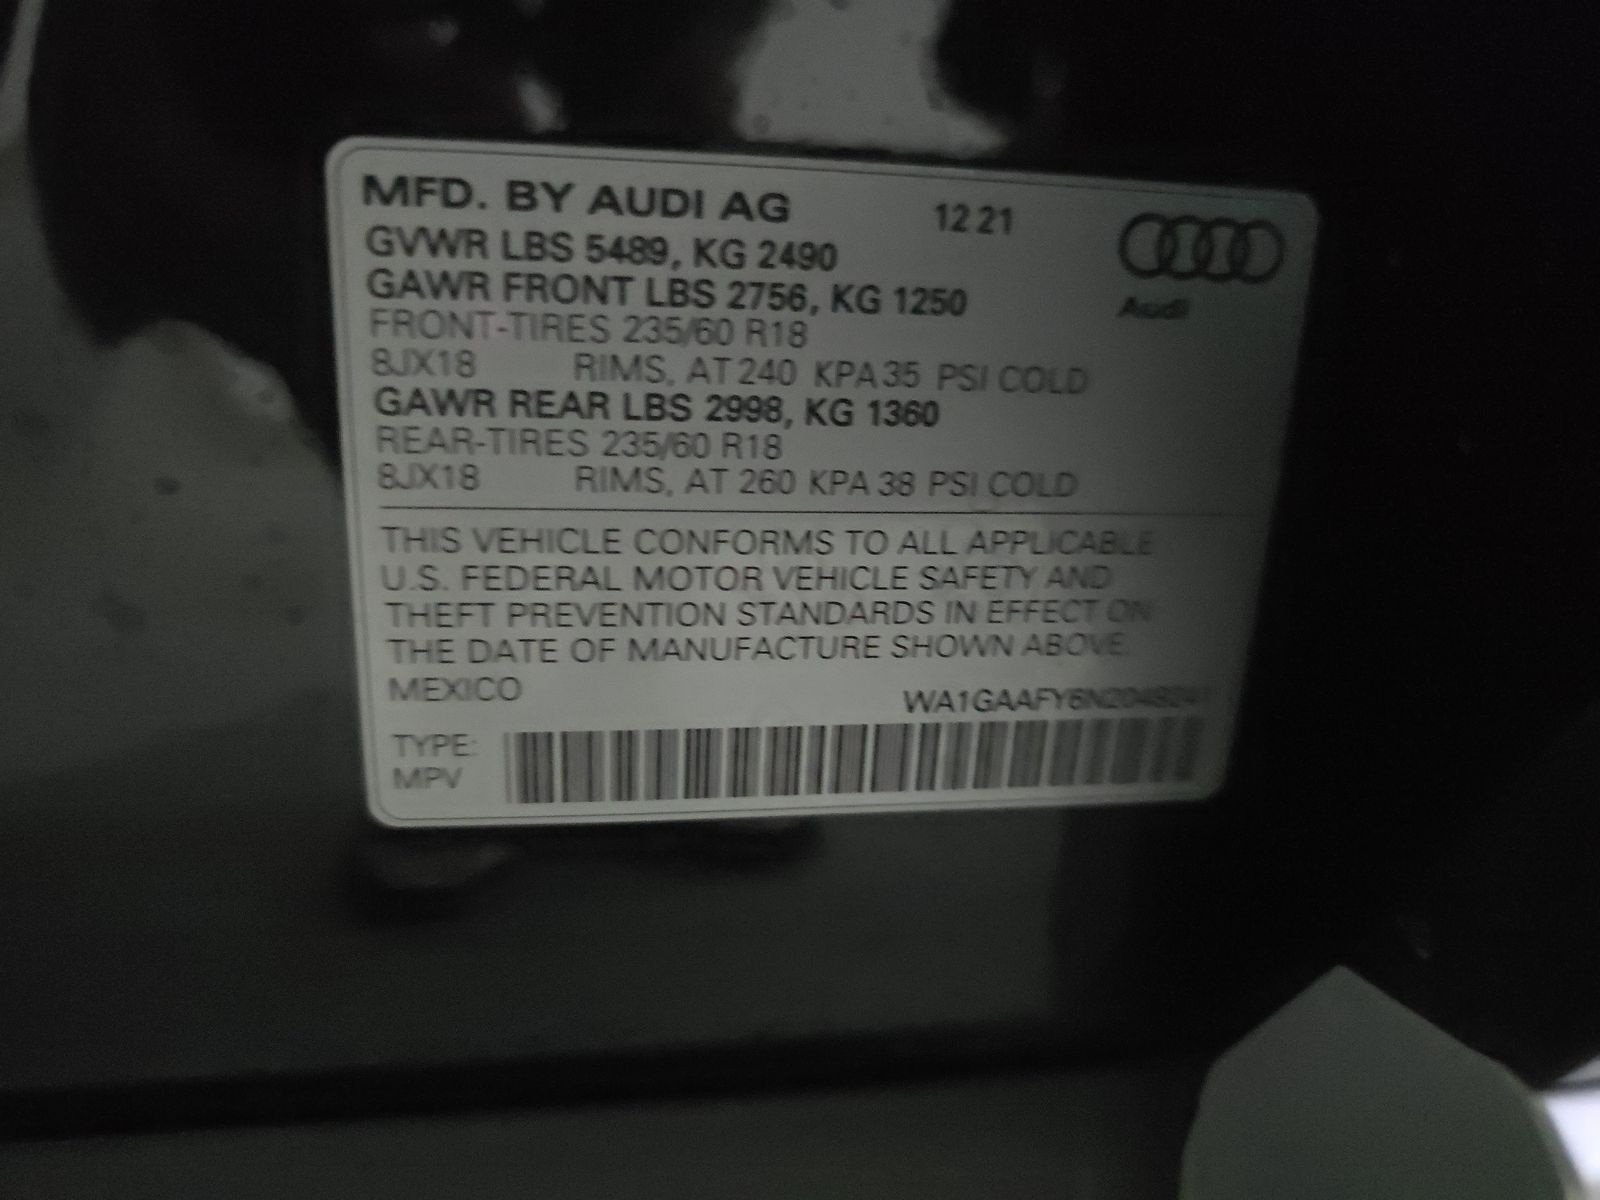 MFD. BY AUDI AG 12 21
GVWR LBS 5489, KG 2490
GAWR FRONT LBS 2756, KG 1250
Audi
FRONT-TIRES 235/60 R18
8JX18 RIMS, AT 240 KPA 35 PSI COLD
GAWR REAR LBS 2998, KG 1360
REAR-TIRES 235/60 R18
8JX18 RIMS, AT 260 KPA 38 PSI COLD
THIS VEHICLE CONFORMS TO ALL APPLICABLE
U.S. FEDERAL MOTOR VEHICLE SAFETY AND
THEFT PREVENTION STANDARDS IN EFFECT ON
THE DATE OF MANUFACTURE SHOWN ABOVE.
MEXICO
TYPE:
MPV